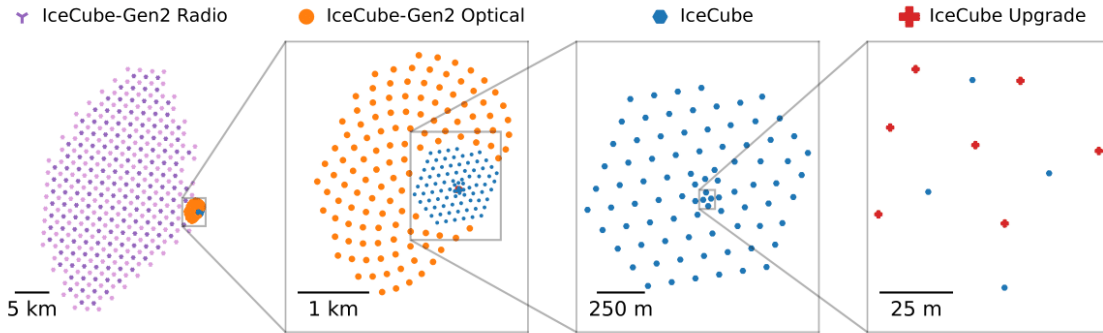 IceCube-Gen2 Radio
IceCube-Gen2 Optical
IceCube
IceCube Upgrade
5 km
1 km
250 m
25 m